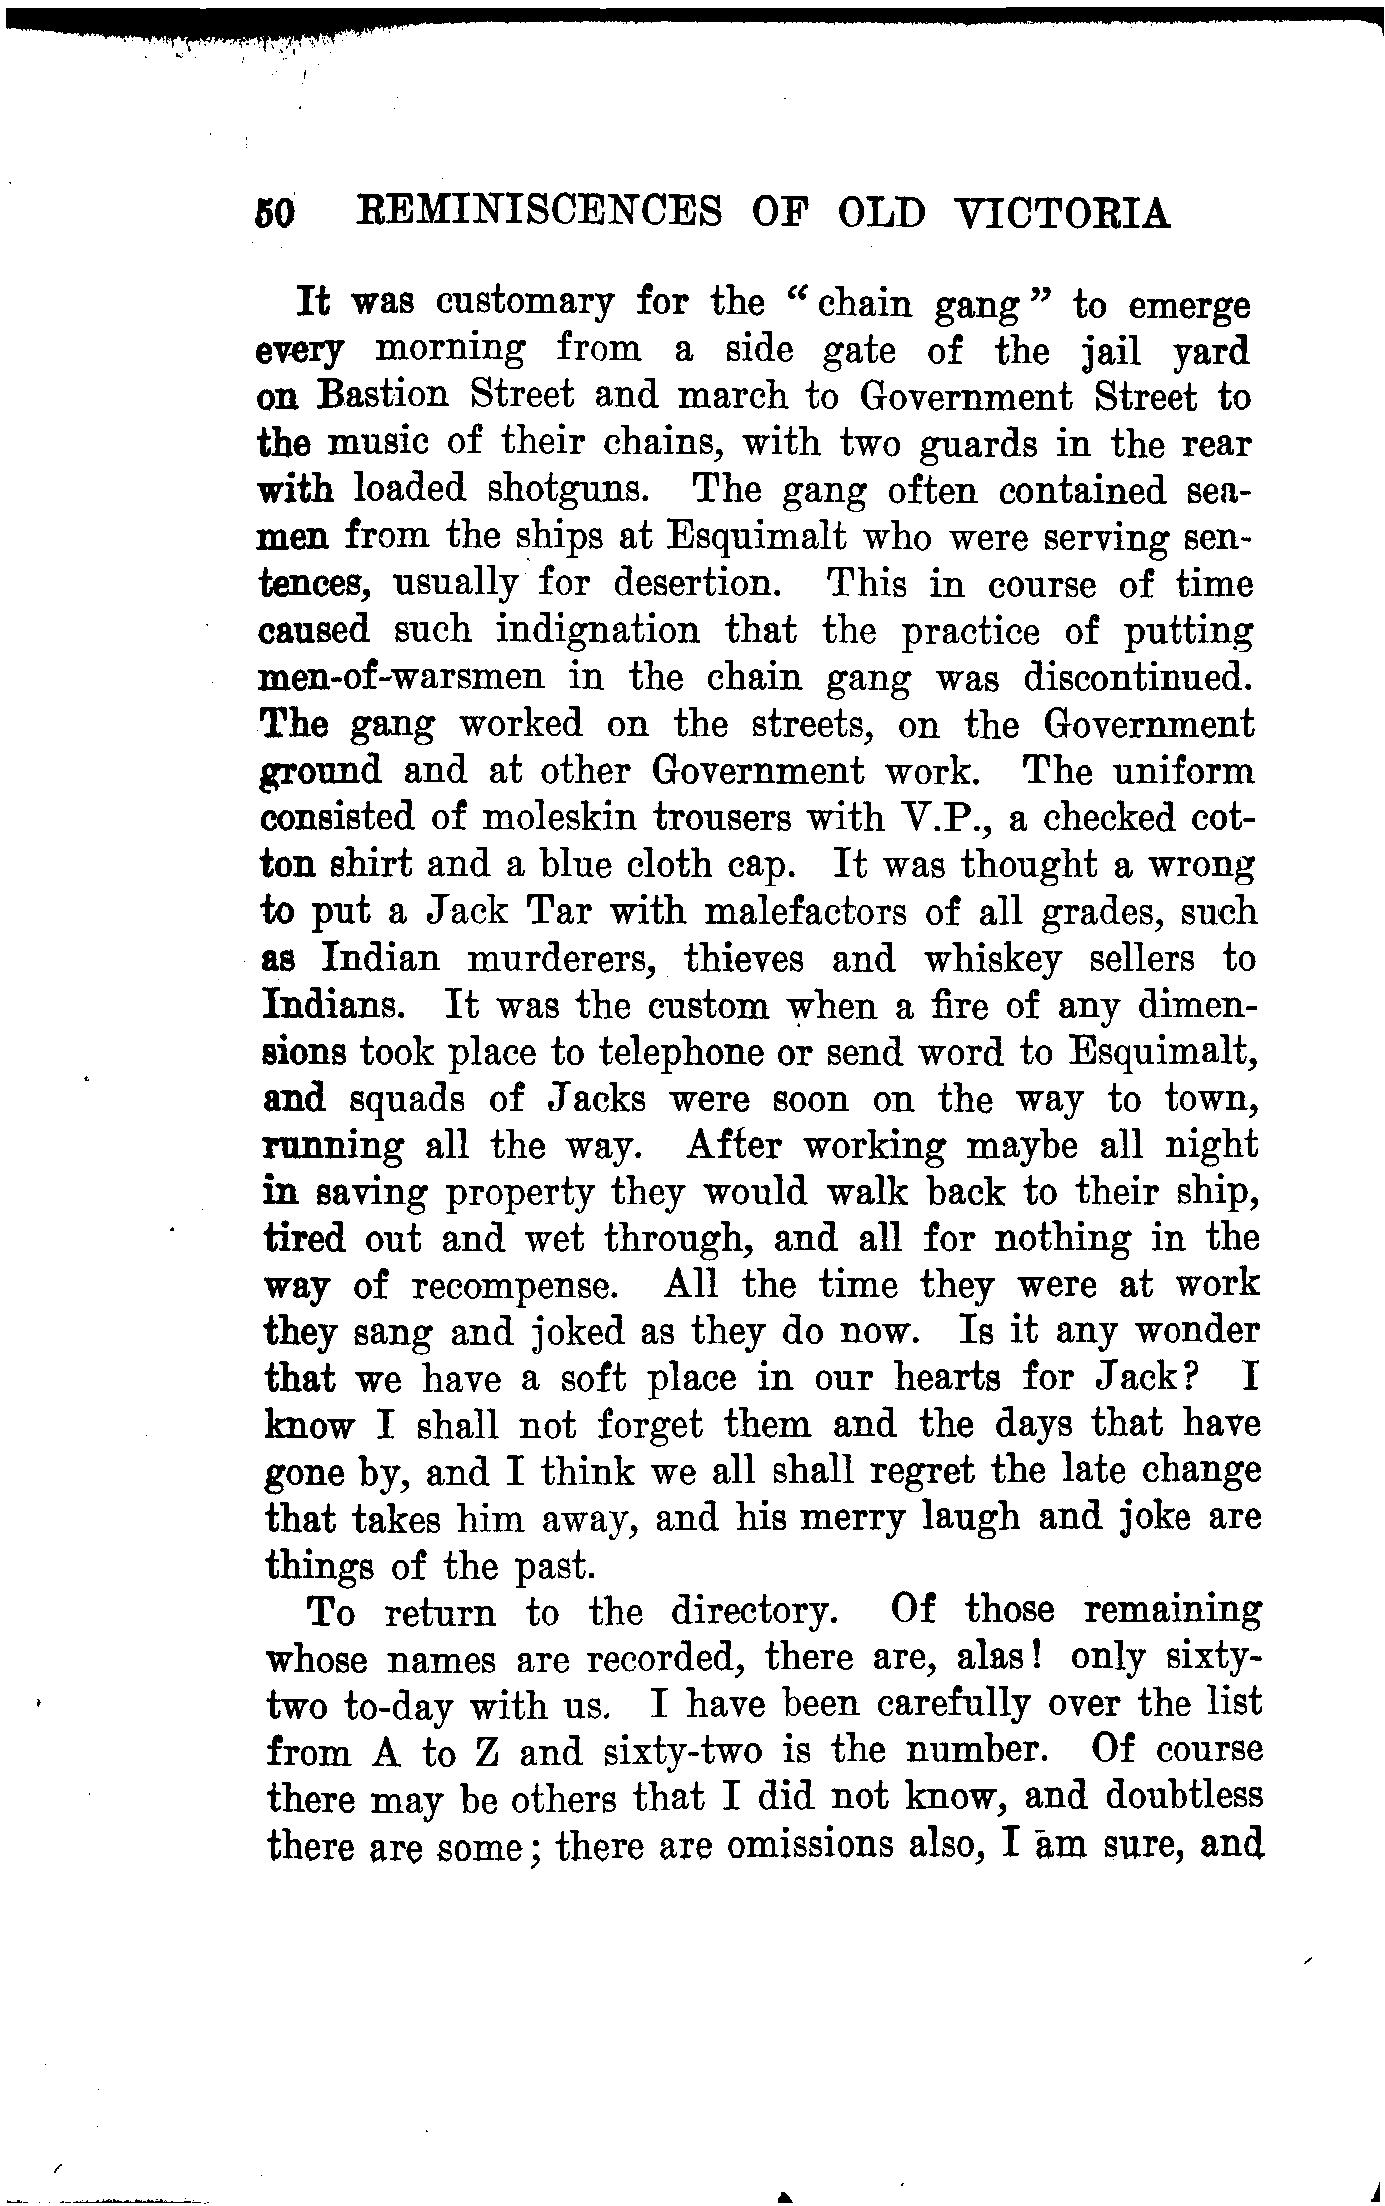 50 REMINISCENCES OF OLD VICTORIA
It was customary for the “chain gang” to emerge
every morning from a side gate of the jail yard
on Bastion Street and march to Government Street to
the music of their chains, with two guards in the rear
with loaded shotguns. The gang often contained sea-
men from the ships at Esquimalt who were serving sen-
tences, usually for desertion. This in course of time
caused such indignation that the practice of putting
men-of-warsmen in the chain gang was discontinued.
The gang worked on the streets, on the Government
ground and at other Government work. The uniform
consisted of moleskin trousers with V.P., a checked cot-
ton shirt and a blue cloth cap. It was thought a wrong
to put a Jack Tar with malefactors of all grades, such
as Indian murderers, thieves and whiskey sellers to
Indians. It was the custom when a fire of any dimen-
sions took place to telephone or send word to Esquimalt,
and squads of Jacks were soon on the way to town,
running all the way. After working maybe all night
in saving property they would walk back to their ship,
tired out and wet through, and all for nothing in the
way of recompense. All the time they were at work
they sang and joked as they do now. Is it any wonder
that we have a soft place in our hearts for Jack? I
know I shall not forget them and the days that have
gone by, and I think we all shall regret the late change
that takes him away, and his merry laugh and joke are
things of the past.
To return to the directory. Of those remaining
whose names are recorded, there are, alas! only sixty-
two to-day with us. I have been carefully over the list
from A to Z and sixty-two is the number. Of course
there may be others that I did not know, and doubtless
there are some; there are omissions also, I am sure, and